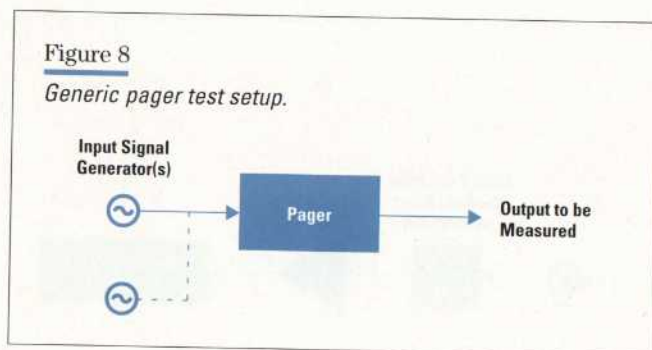 Figure 8
Generic pager test setup.
Input Signal
Generator(s)
Pager
Output to be
Measured